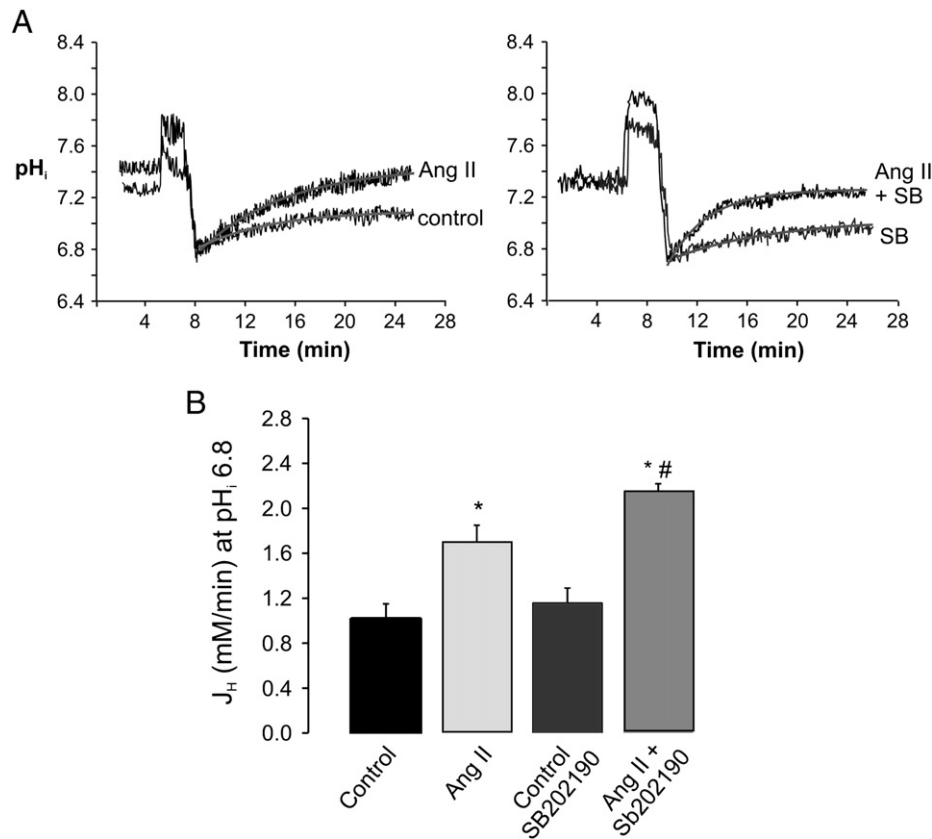 A
8.4
8.0
7.6
pHi
7.2
6.8
6.4
Ang II
control
4 8 12 16 20 24 28
Time (min)
8.4
8.0
7.6
7.2
6.8
6.4
Ang II
+ SB
SB
4 8 12 16 20 24 28
Time (min)
B
JH (mM/min) at pHi 6.8
2.8
2.4
2.0
1.6
1.2
0.8
0.4
0.0
*
* #
Control
Ang II
Control
SB202190
Ang II +
Sb202190